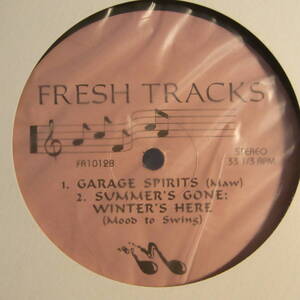 FRESH TRACKS
FR1012B
STEREO
33 1/3 RPM
1. GARAGE SPIRITS (Maw)
2. SUMMER'S GONE:
WINTER'S HERE
(Mood to Swing)